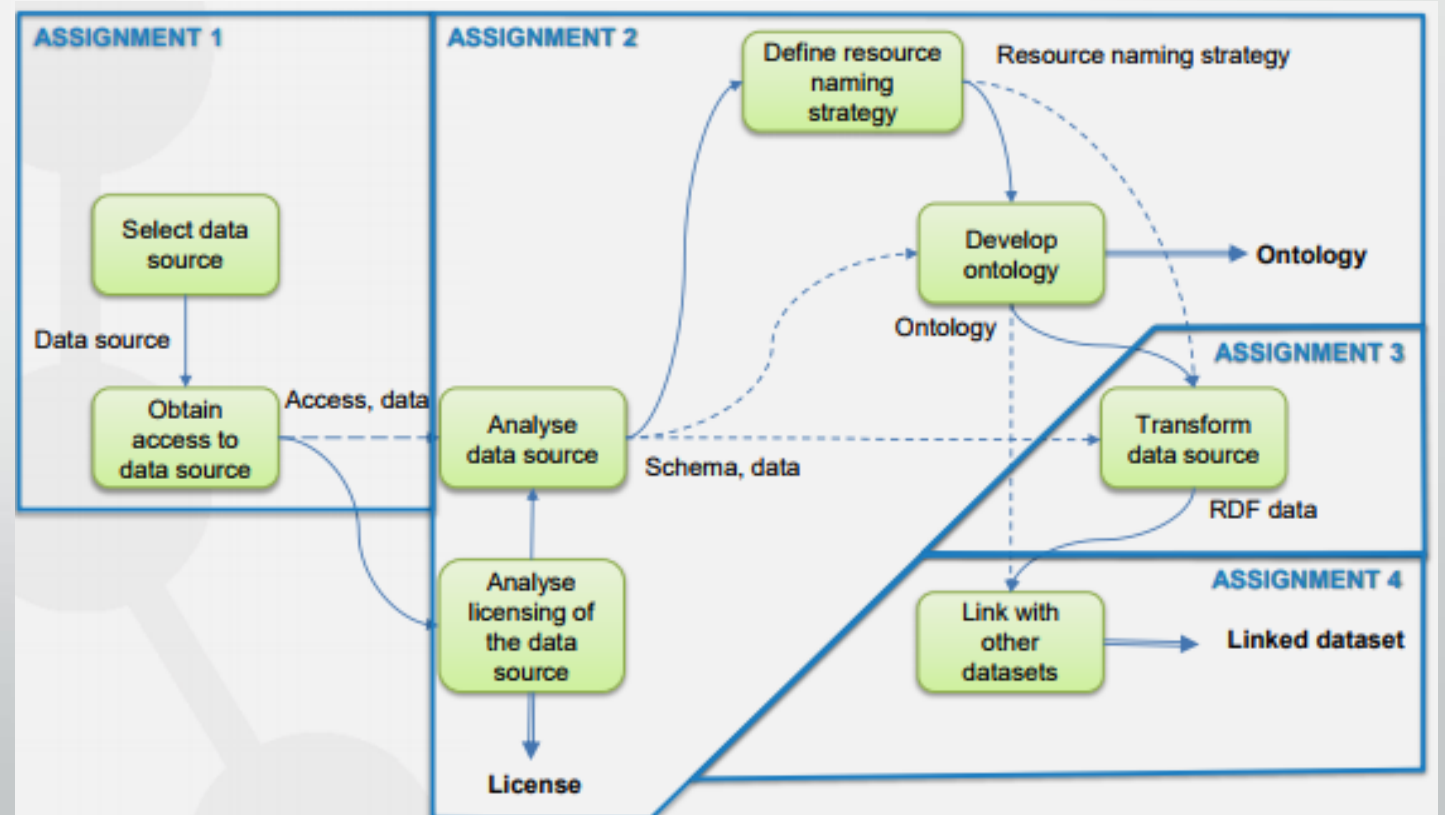 ASSIGNMENT 1
Select data
source
Data source
Obtain
access to
data source
Access, data
ASSIGNMENT 2
Define resource
naming
strategy
Resource naming strategy
Develop
ontology
Ontology
Ontology
Analyse
data source
Schema, data
Analyse
licensing of
the data
source
License
ASSIGNMENT 3
Transform
data source
RDF data
ASSIGNMENT 4
Link with
other
datasets
Linked dataset